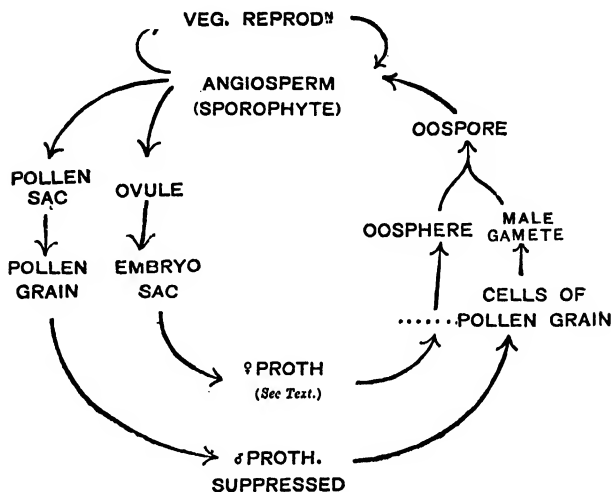 VEG. REPRODⁿ
ANGIOSPERM
(SPOROPHYTE)
OOSPORE
POLLEN
SAC
OVULE
OOSPHERE
MALE
GAMETE
POLLEN
GRAIN
EMBRYO
SAC
CELLS OF
POLLEN GRAIN
♀ PROTH
(See Text.)
♂ PROTH.
SUPPRESSED